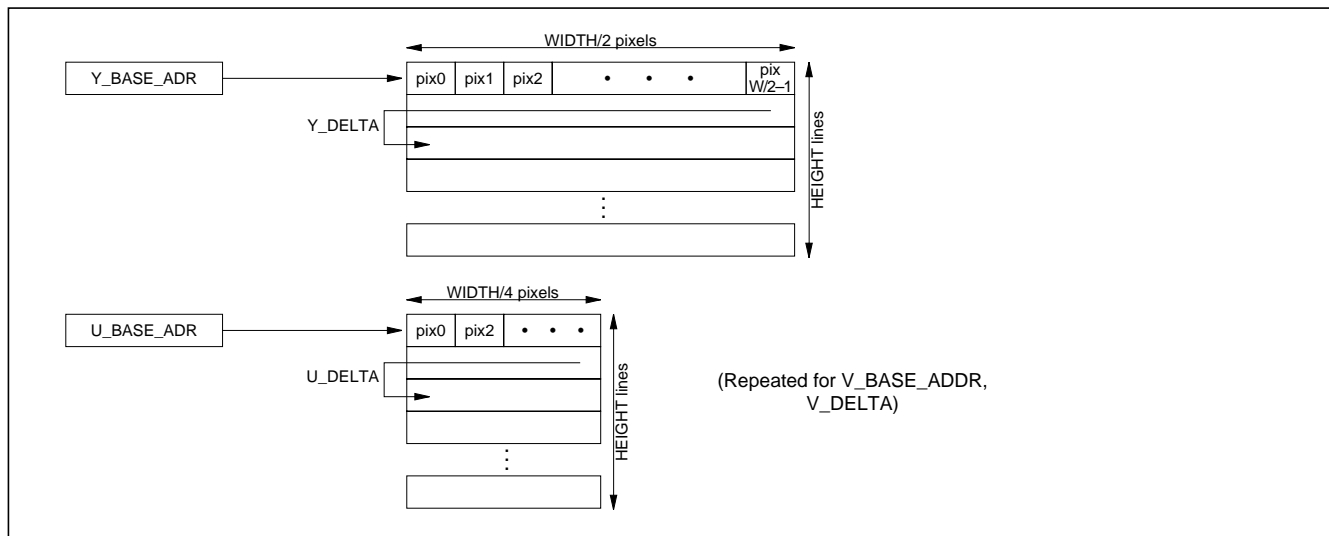 WIDTH/2 pixels
Y_BASE_ADR
pix0
pix1
pix2
• • •
pix
W/2–1
Y_DELTA
HEIGHT lines
WIDTH/4 pixels
U_BASE_ADR
pix0
pix2
• • •
U_DELTA
HEIGHT lines
(Repeated for V_BASE_ADDR,
V_DELTA)